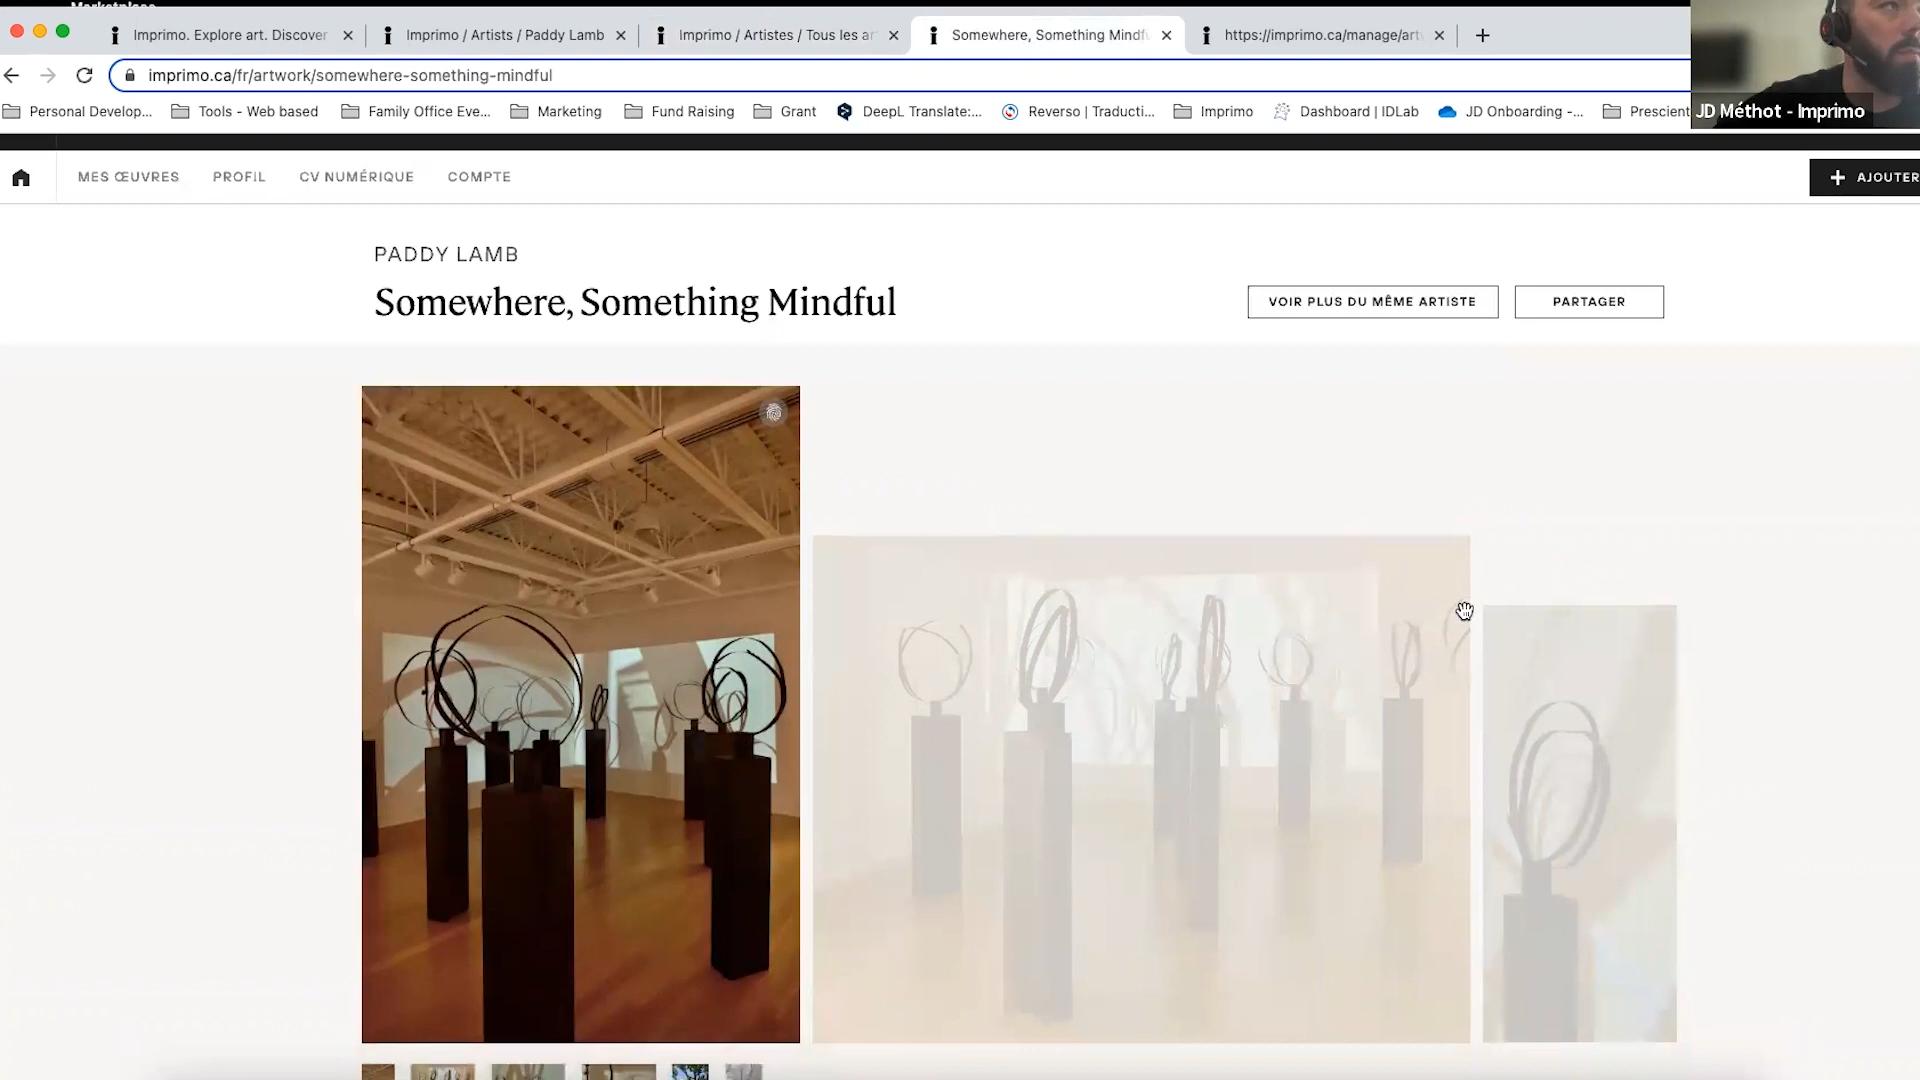 Marketplace
Imprimo. Explore art. Discover
Imprimo / Artists / Paddy Lamb
Imprimo / Artistes / Tous les ar
Somewhere, Something Mindfu
https://imprimo.ca/manage/art
imprimo.ca/fr/artwork/somewhere-something-mindful
Personal Develop...
Tools - Web based
Family Office Eve...
Marketing
Fund Raising
Grant
DeepL Translate:...
Reverso | Traducti...
Imprimo
Dashboard | IDLab
JD Onboarding -...
Prescient
JD Méthot - Imprimo
MES ŒUVRES
PROFIL
CV NUMÉRIQUE
COMPTE
AJOUTER
PADDY LAMB
Somewhere, Something Mindful
VOIR PLUS DU MÊME ARTISTE
PARTAGER